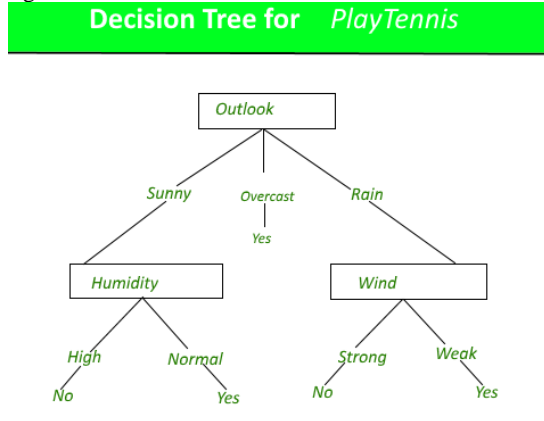 Decision Tree for PlayTennis
Outlook
Sunny Overcast Rain
Yes
Humidity Wind
High Normal Strong Weak
No Yes No Yes